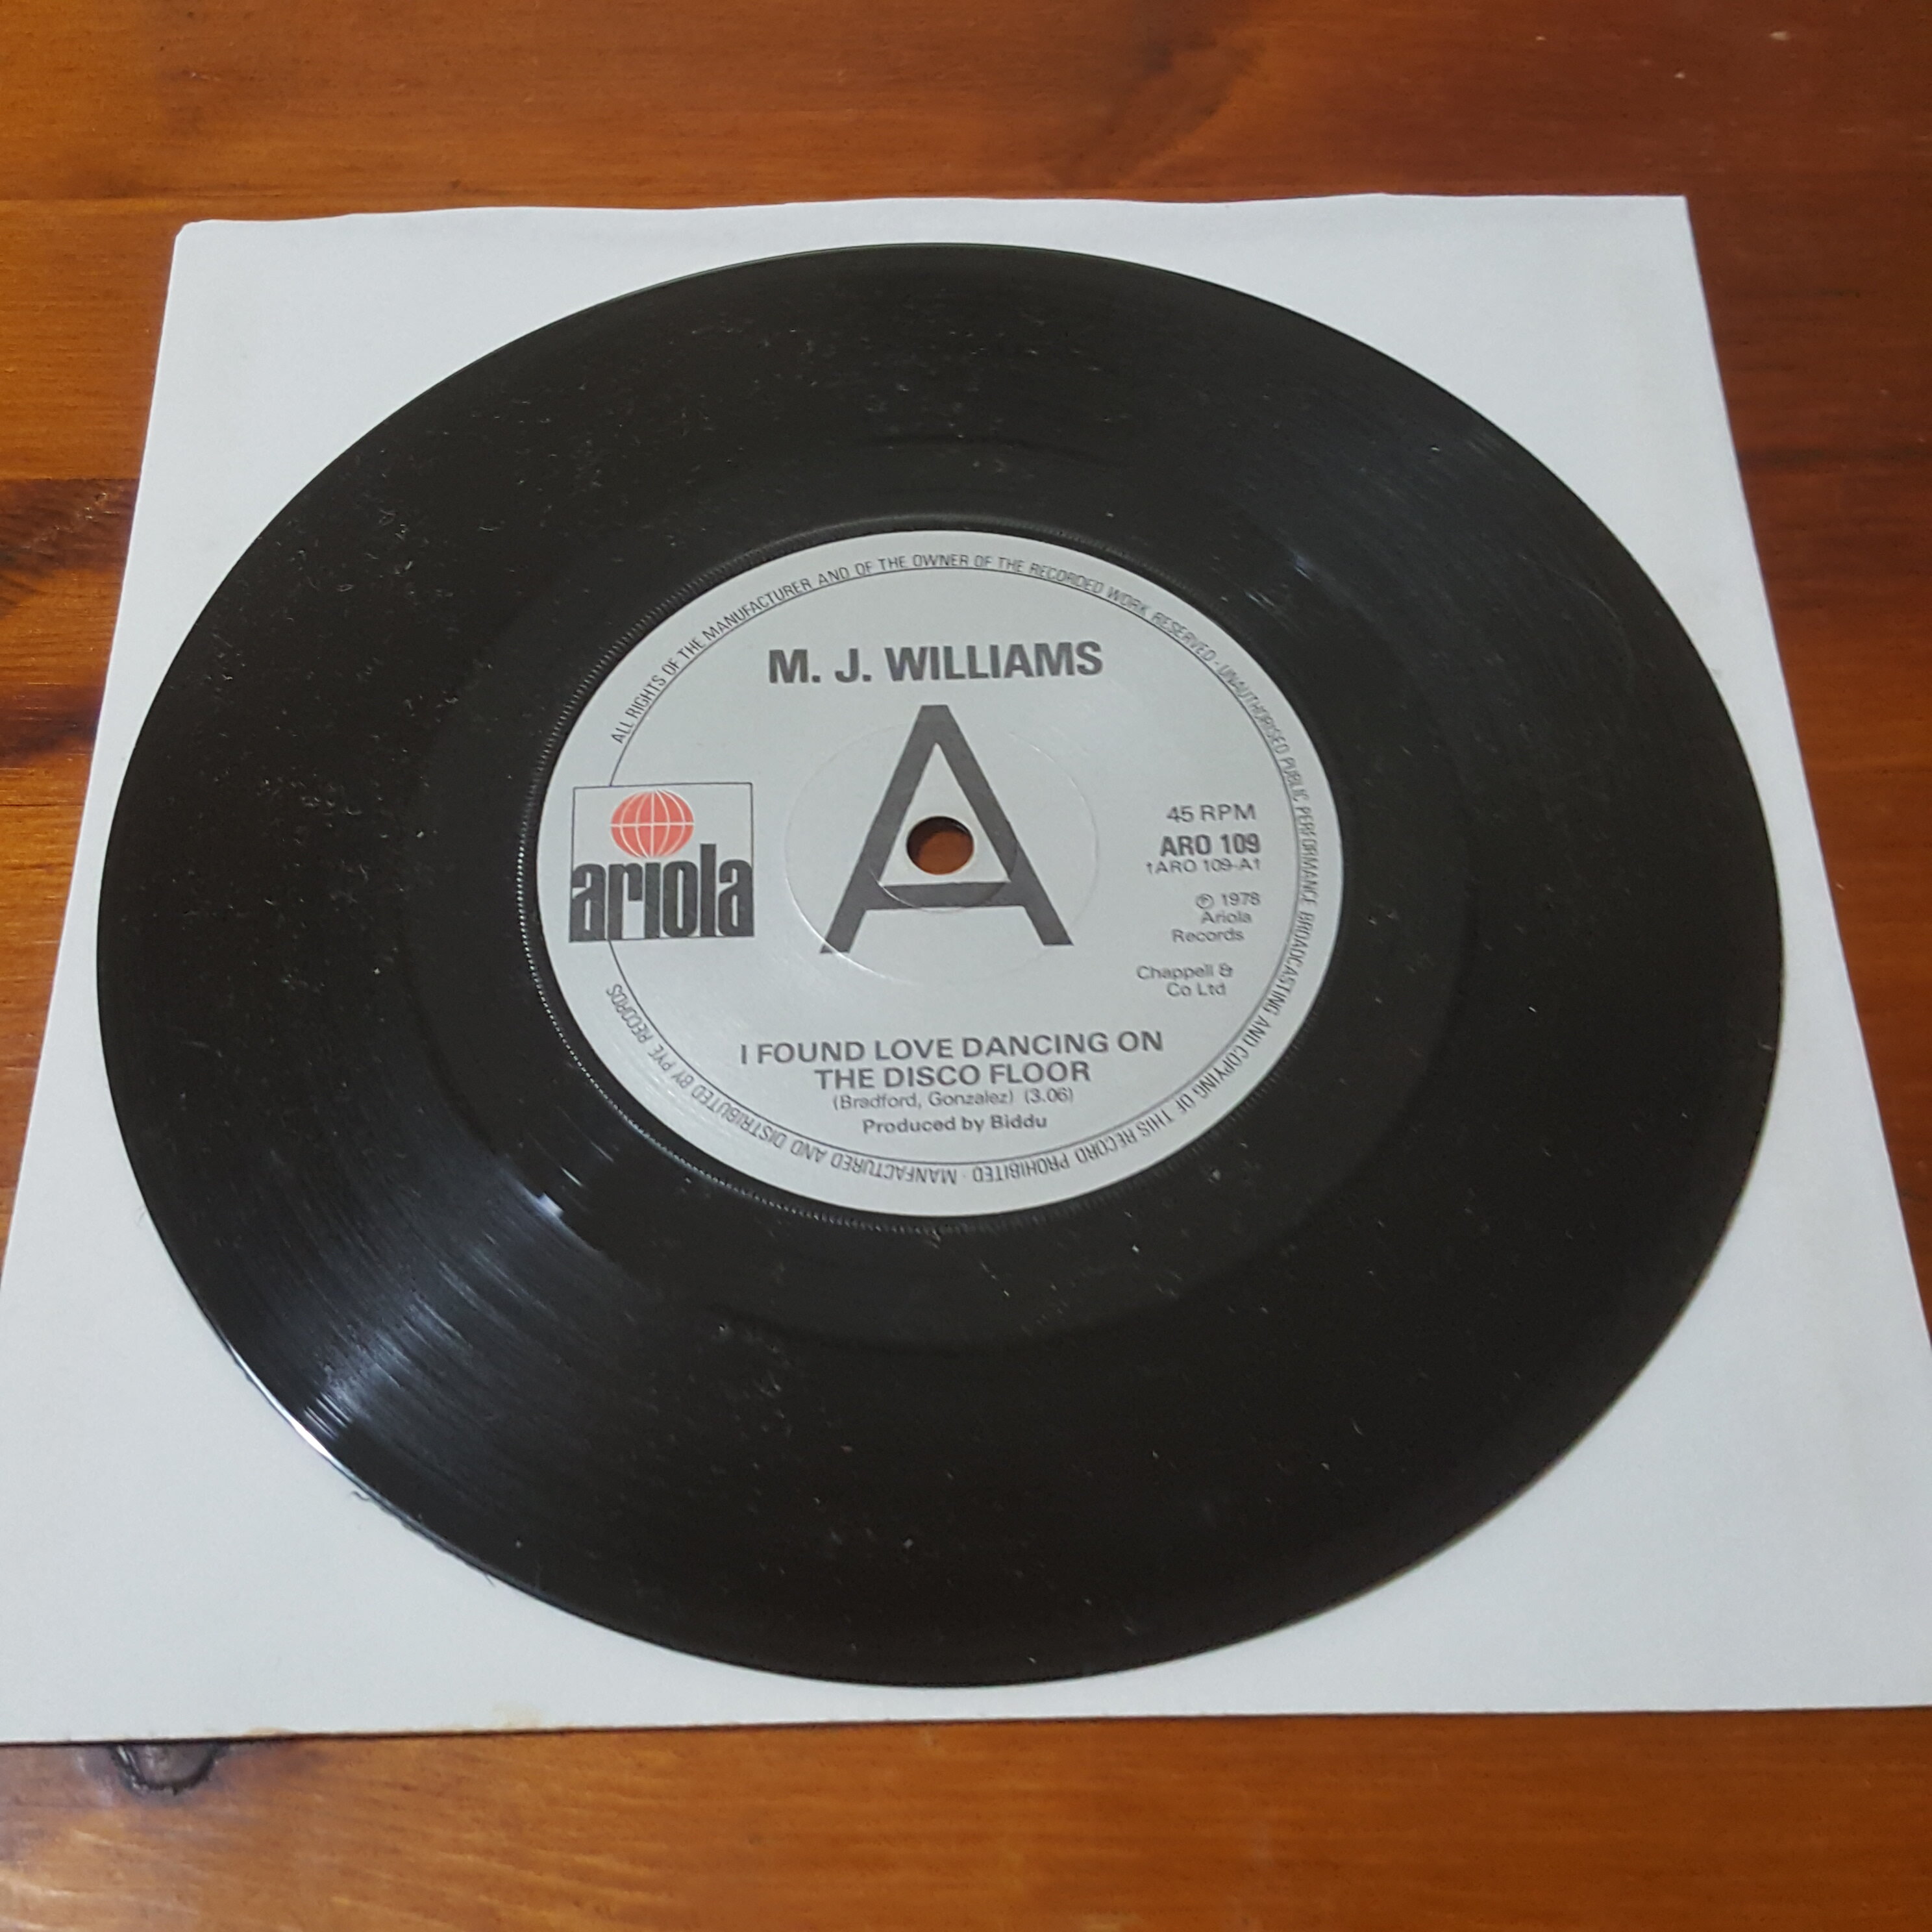 ALL RIGHTS OF THE MANUFACTURER AND OF THE OWNER OF THE RECORDED WORK RESERVED · UNAUTHORISED PUBLIC PERFORMANCE BROADCASTING AND COPYING OF THIS RECORD PROHIBITED · MANFACTURED AND DISTRIBUTED BY PYE RECORDS
M. J. WILLIAMS
A
ariola
45 RPM
ARO 109
↑ARO 109-A1
℗ 1978
Ariola
Records
Chappell &
Co Ltd
I FOUND LOVE DANCING ON
THE DISCO FLOOR
(Bradford, Gonzalez) (3.06)
Produced by Biddu